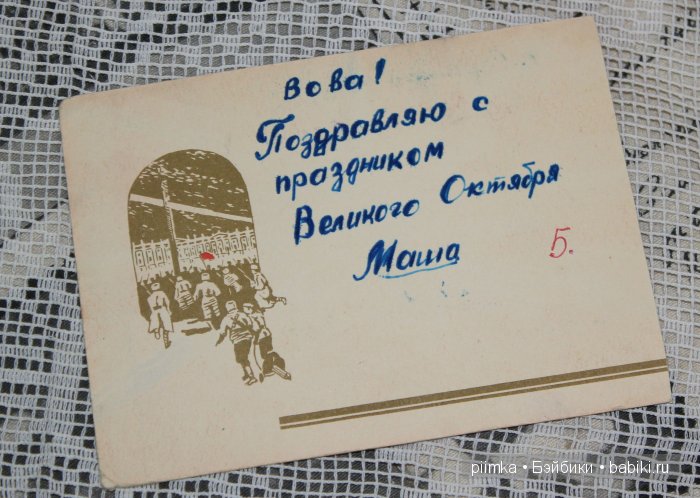 Вова!
Поздравляю с
праздником
Великого Октября
Маша
5.
piimka • Бэйбики • babiki.ru